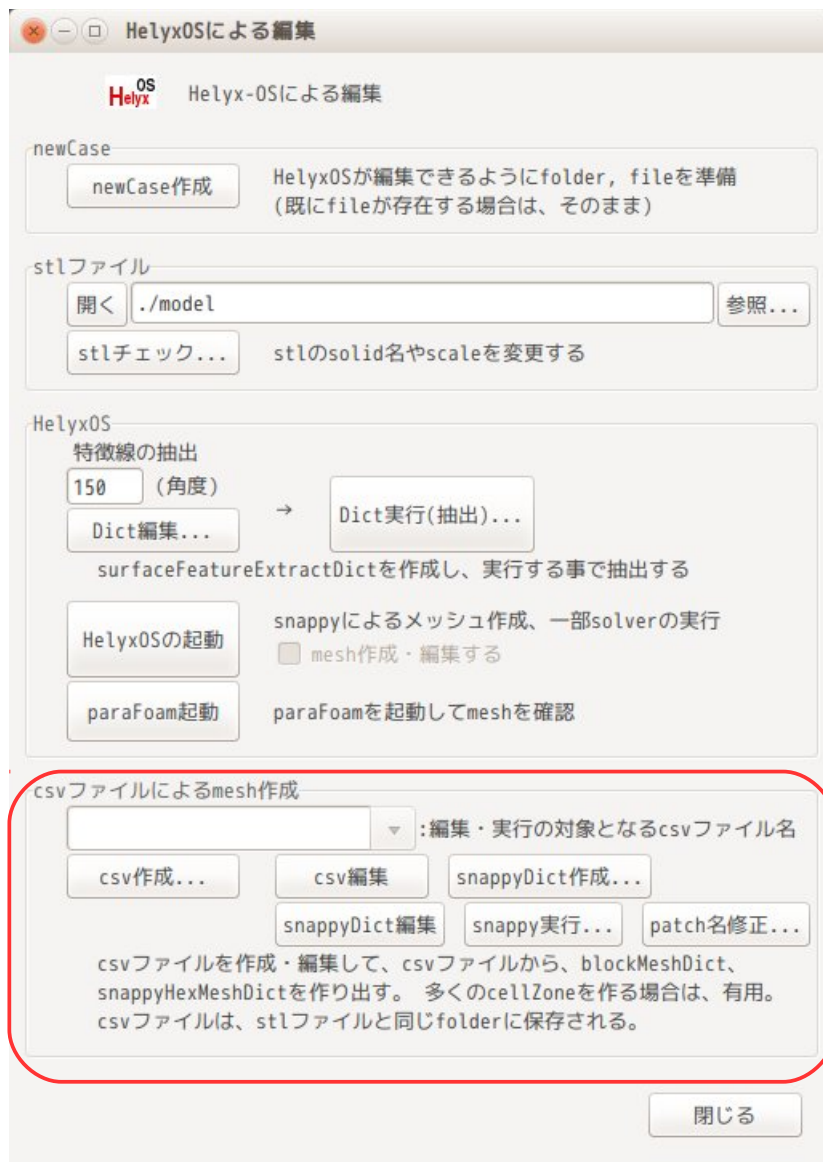 HelyxOSによる編集
Helyx OS Helyx-OSによる編集
newCase
newCase作成 HelyxOSが編集できるようにfolder, fileを準備
(既にfileが存在する場合は、そのまま)
stlファイル
開く ./model 参照...
stlチェック... stlのsolid名やscaleを変更する
HelyxOS
特徴線の抽出
150 (角度)
→ Dict実行(抽出)...
Dict編集...
surfaceFeatureExtractDictを作成し、実行する事で抽出する
HelyxOSの起動 snappyによるメッシュ作成、一部solverの実行
mesh作成・編集する
paraFoam起動 paraFoamを起動してmeshを確認
csvファイルによるmesh作成
:編集・実行の対象となるcsvファイル名
csv作成... csv編集 snappyDict作成...
snappyDict編集 snappy実行... patch名修正...
csvファイルを作成・編集して、csvファイルから、blockMeshDict、
snappyHexMeshDictを作り出す。 多くのcellZoneを作る場合は、有用。
csvファイルは、stlファイルと同じfolderに保存される。
閉じる